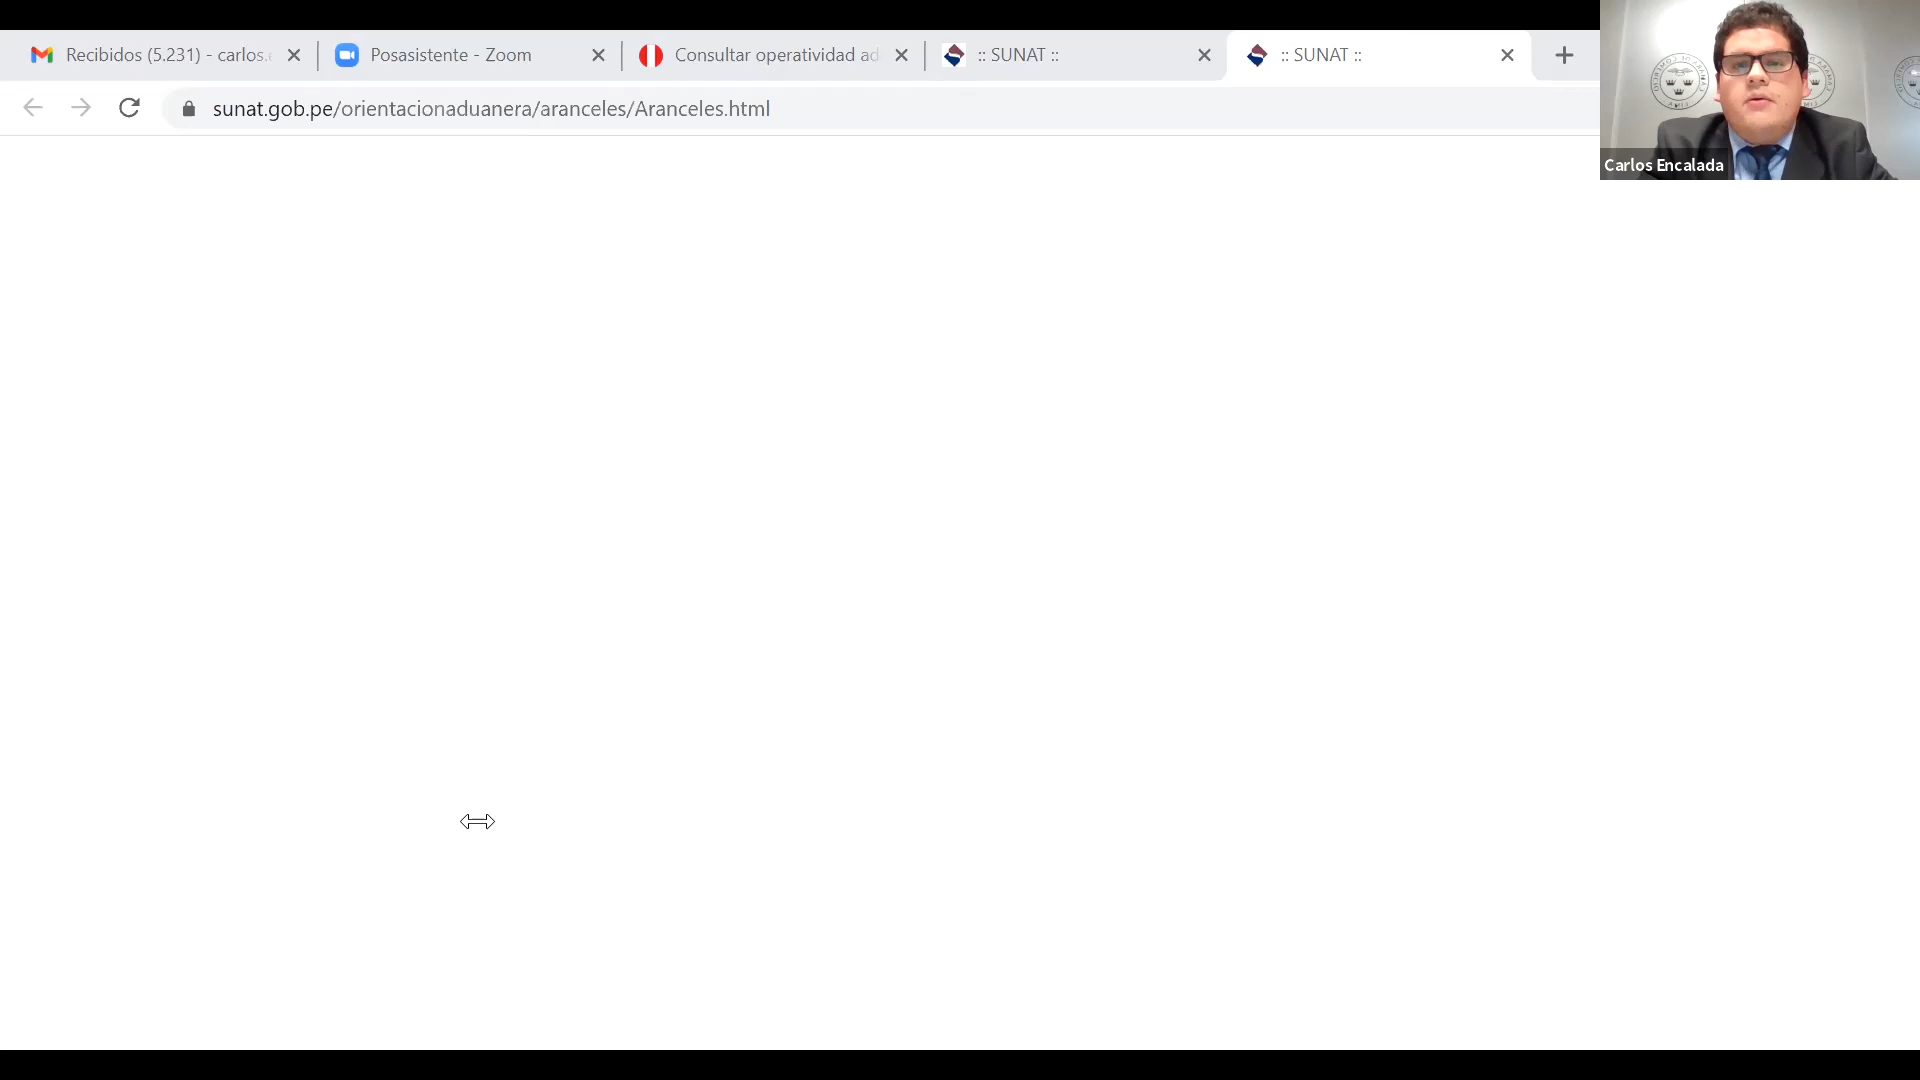 Recibidos (5.231) - carlos.e
Posasistente - Zoom
Consultar operatividad ad
:: SUNAT ::
:: SUNAT ::
sunat.gob.pe/orientacionaduanera/aranceles/Aranceles.html
Carlos Encalada